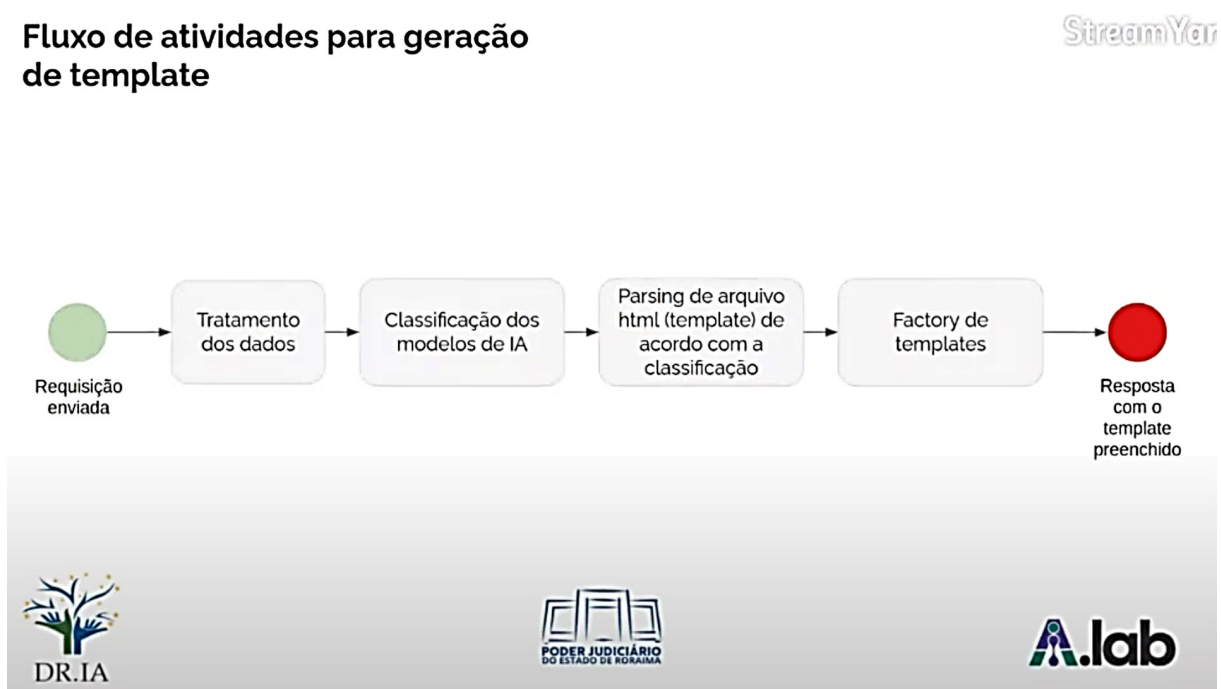 Fluxo de atividades para geração
de template
StreamYar
Tratamento
dos dados
Classificação dos
modelos de IA
Parsing de arquivo
html (template) de
acordo com a
classificação
Factory de
templates
Requisição
enviada
Resposta
com o
template
preenchido
DR.IA
PODER JUDICIÁRIO
DO ESTADO DE RORAIMA
A.lab